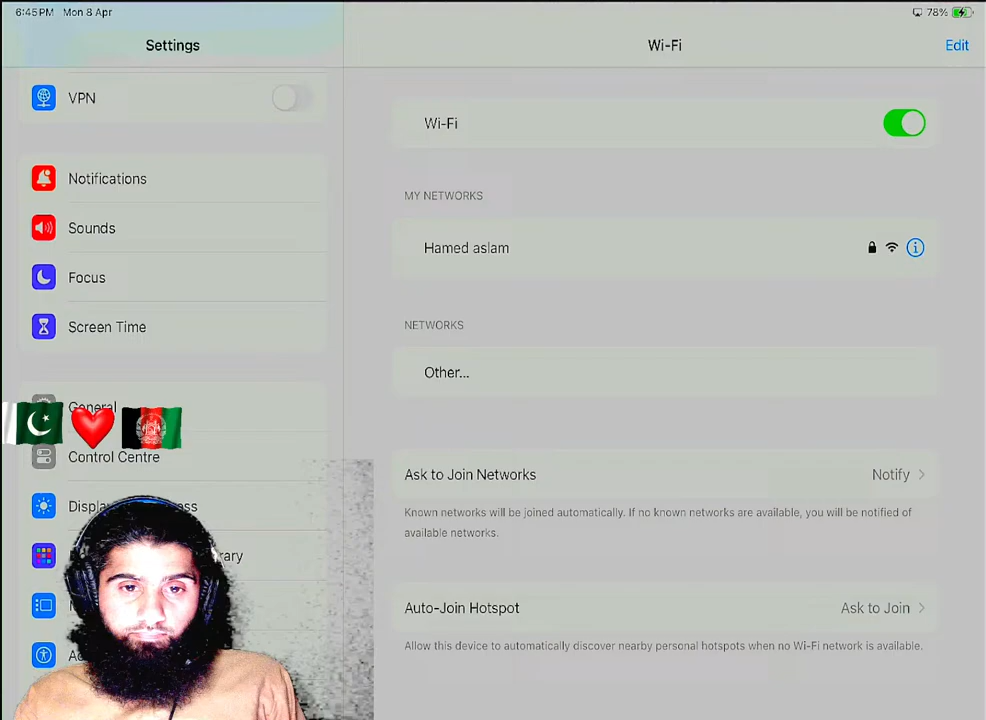 6:45PM Mon 8 Apr
78%
Settings
Wi-Fi
Edit
VPN
Notifications
Sounds
Focus
Screen Time
General
Control Centre
Wi-Fi
MY NETWORKS
Hamed aslam
NETWORKS
Other...
Ask to Join Networks
Notify
Known networks will be joined automatically. If no known networks are available, you will be notified of
available networks.
Auto-Join Hotspot
Ask to Join
Allow this device to automatically discover nearby personal hotspots when no Wi-Fi network is available.